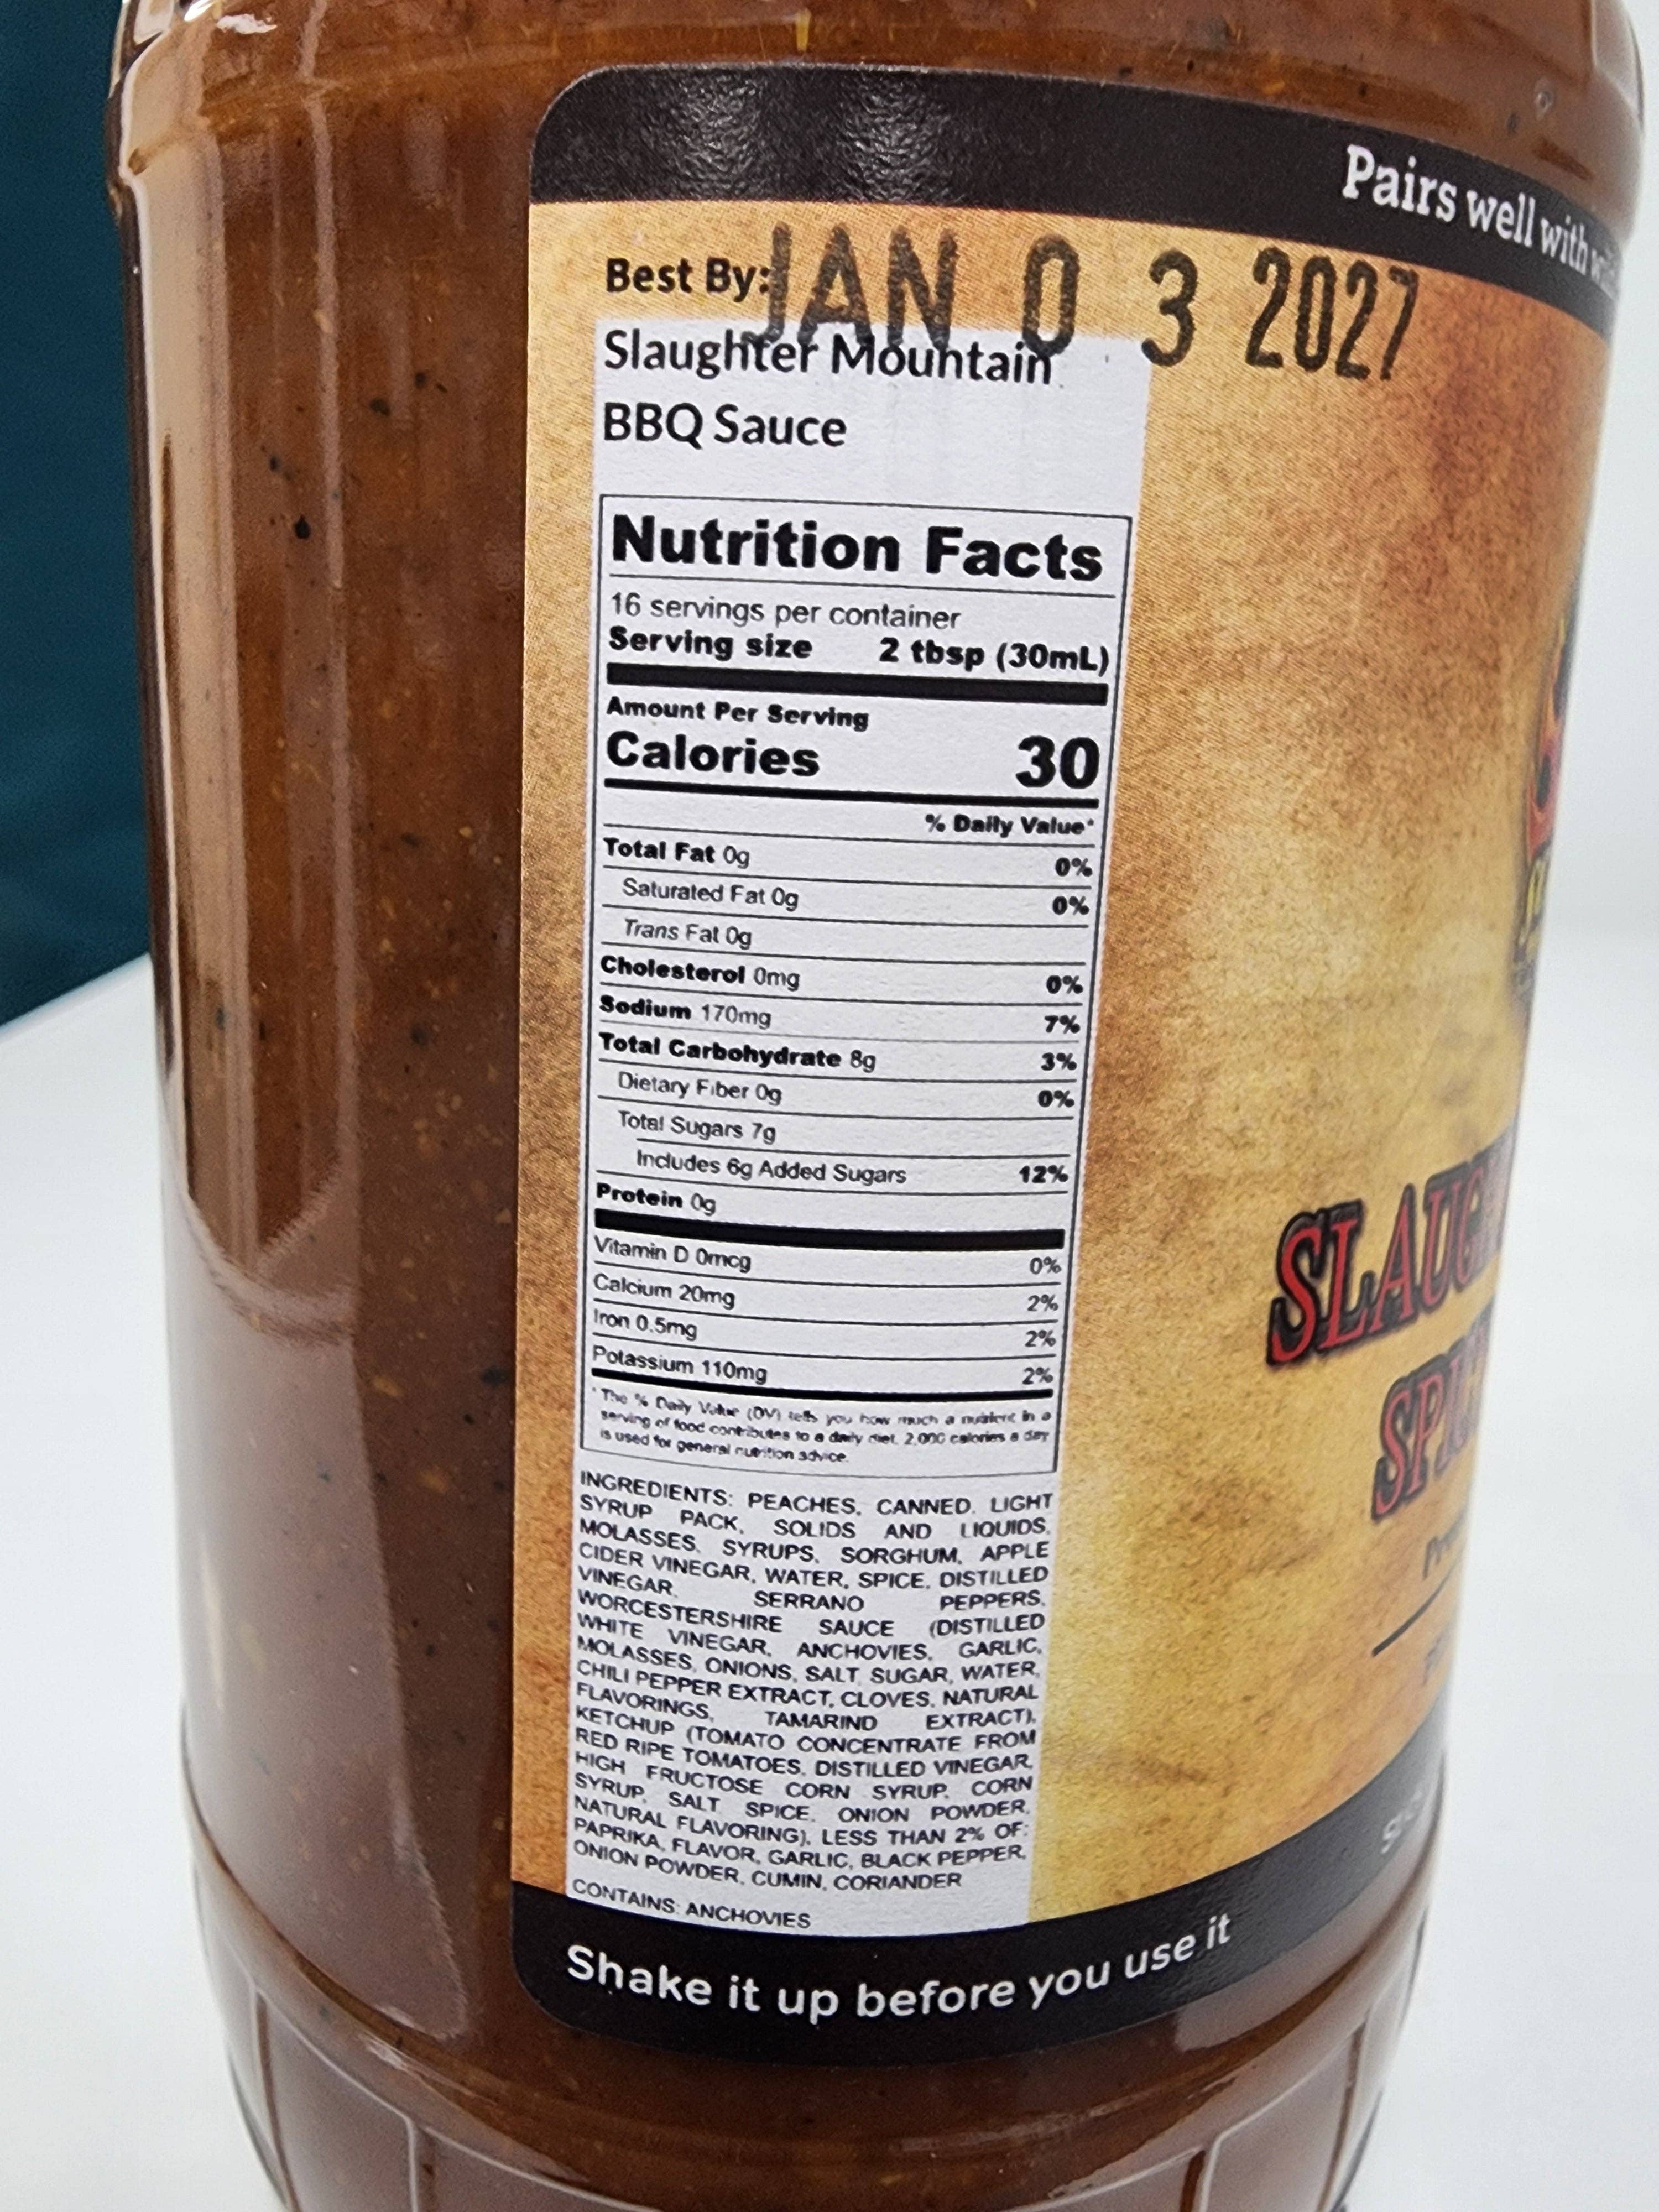 Pairs well with
Best By: JAN 0 3 2027
Slaughter Mountain
BBQ Sauce
Nutrition Facts
16 servings per container
Serving size 2 tbsp (30mL)
Amount Per Serving
Calories 30
% Daily Value*
Total Fat 0g 0%
Saturated Fat 0g 0%
Trans Fat 0g
Cholesterol 0mg 0%
Sodium 170mg 7%
Total Carbohydrate 8g 3%
Dietary Fiber 0g 0%
Total Sugars 7g
Includes 6g Added Sugars 12%
Protein 0g
Vitamin D 0mcg 0%
Calcium 20mg 2%
Iron 0.5mg 2%
Potassium 110mg 2%
* The % Daily Value (DV) tells you how much a nutrient in a
serving of food contributes to a daily diet. 2,000 calories a day
is used for general nutrition advice.
INGREDIENTS: PEACHES, CANNED, LIGHT
SYRUP PACK, SOLIDS AND LIQUIDS,
MOLASSES, SYRUPS, SORGHUM, APPLE
CIDER VINEGAR, WATER, SPICE, DISTILLED
VINEGAR, SERRANO PEPPERS,
WORCESTERSHIRE SAUCE (DISTILLED
WHITE VINEGAR, ANCHOVIES, GARLIC,
MOLASSES, ONIONS, SALT, SUGAR, WATER,
CHILI PEPPER EXTRACT, CLOVES, NATURAL
FLAVORINGS, TAMARIND EXTRACT),
KETCHUP (TOMATO CONCENTRATE FROM
RED RIPE TOMATOES, DISTILLED VINEGAR,
HIGH FRUCTOSE CORN SYRUP, CORN
SYRUP, SALT SPICE, ONION POWDER,
NATURAL FLAVORING), LESS THAN 2% OF:
PAPRIKA, FLAVOR, GARLIC, BLACK PEPPER,
ONION POWDER, CUMIN, CORIANDER
CONTAINS: ANCHOVIES
SLAUGH
SPI
Shake it up before you use it